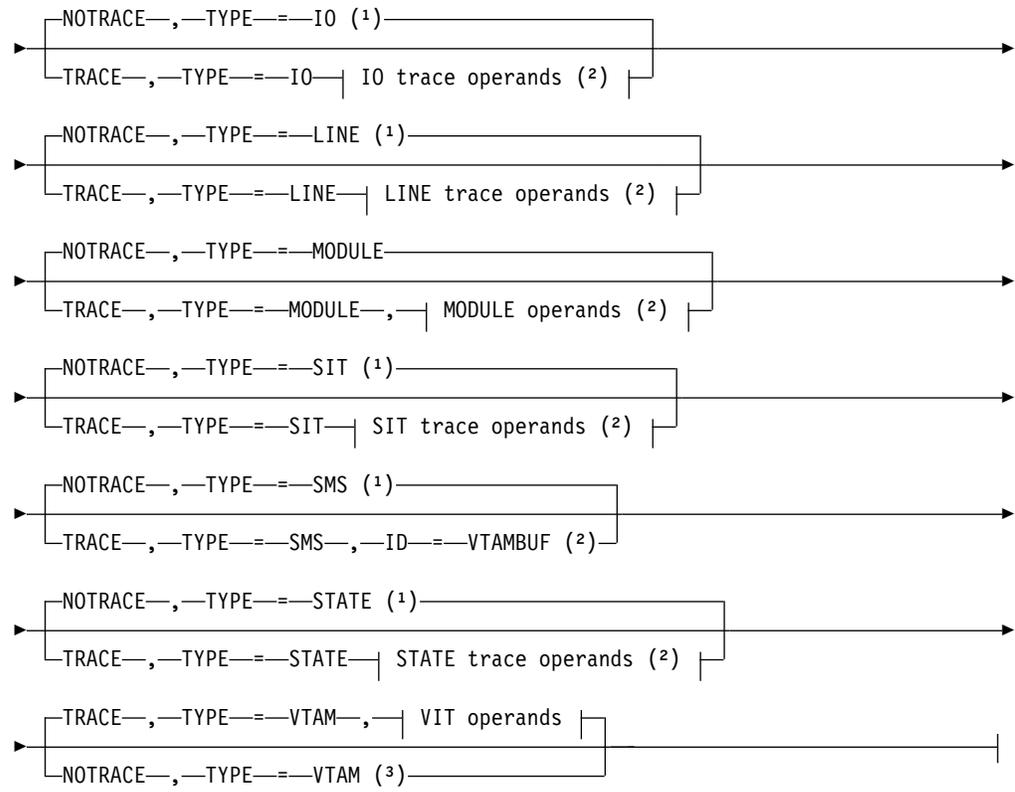 NOTRACE—,—TYPE—=—IO (¹)
TRACE—,—TYPE—=—IO—┤ IO trace operands (²) ├
NOTRACE—,—TYPE—=—LINE (¹)
TRACE—,—TYPE—=—LINE—┤ LINE trace operands (²) ├
NOTRACE—,—TYPE—=—MODULE
TRACE—,—TYPE—=—MODULE—,—┤ MODULE operands (²) ├
NOTRACE—,—TYPE—=—SIT (¹)
TRACE—,—TYPE—=—SIT—┤ SIT trace operands (²) ├
NOTRACE—,—TYPE—=—SMS (¹)
TRACE—,—TYPE—=—SMS—,—ID—=—VTAMBUF (²)
NOTRACE—,—TYPE—=—STATE (¹)
TRACE—,—TYPE—=—STATE—┤ STATE trace operands (²) ├
TRACE—,—TYPE—=—VTAM—,—┤ VIT operands ├
NOTRACE—,—TYPE—=—VTAM (³)